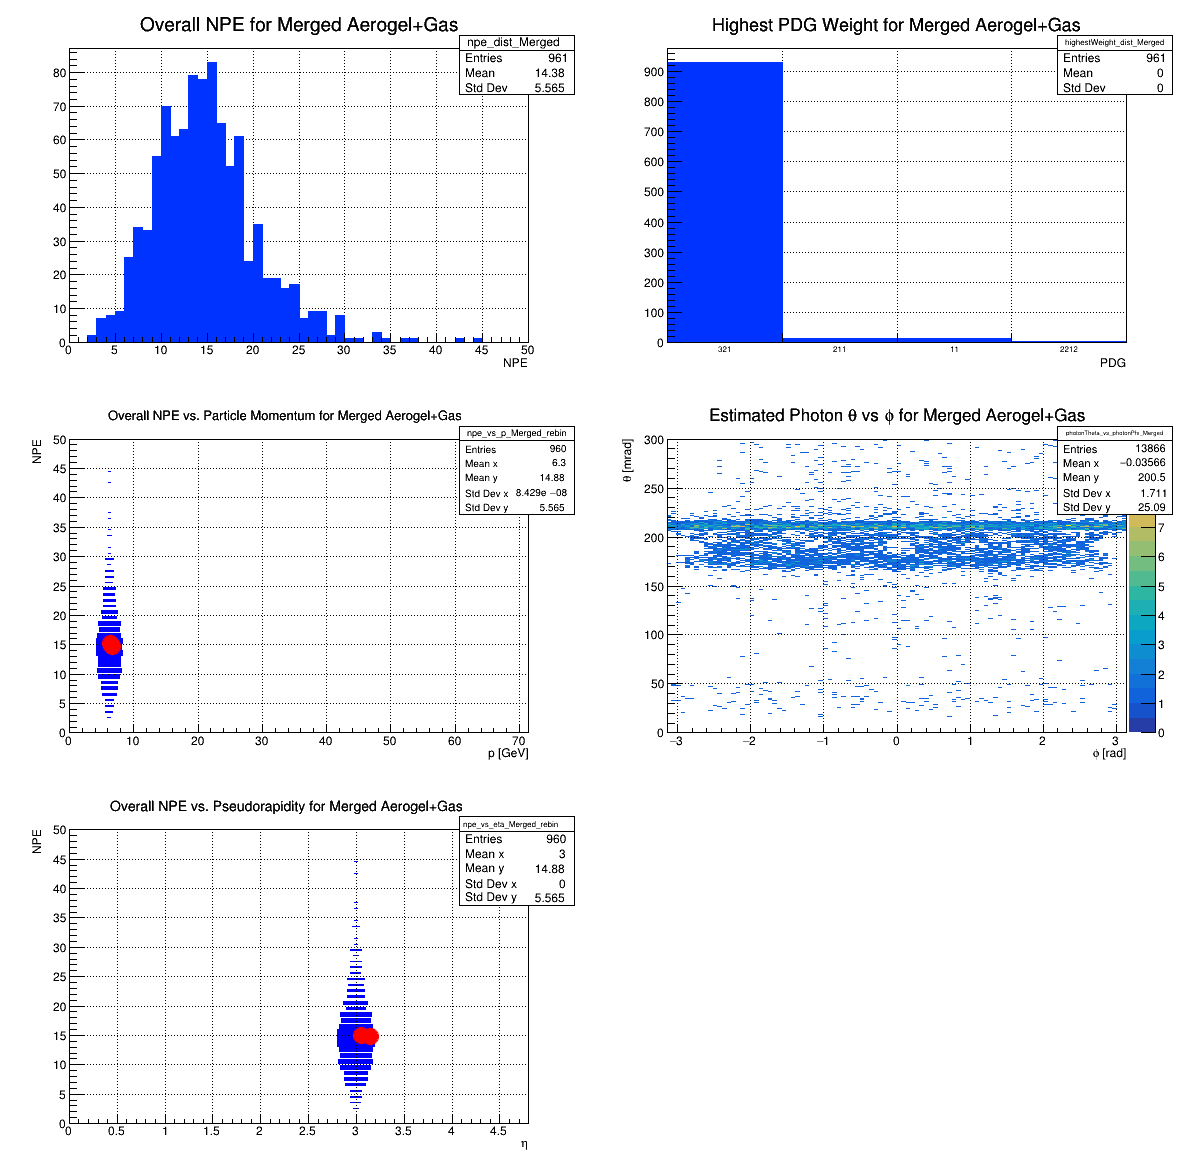 Overall NPE for Merged Aerogel+Gas
npe_dist_Merged
Entries 961
Mean 14.38
Std Dev 5.565
80
70
60
50
40
30
20
10
0
0 5 10 15 20 25 30 35 40 45 50
NPE
Highest PDG Weight for Merged Aerogel+Gas
highestWeight_dist_Merged
Entries 961
Mean 0
Std Dev 0
900
800
700
600
500
400
300
200
100
0
321 211 11 2212
PDG
Overall NPE vs. Particle Momentum for Merged Aerogel+Gas
npe_vs_p_Merged_rebin
Entries 960
Mean x 6.3
Mean y 14.88
Std Dev x 8.429e −08
Std Dev y 5.565
NPE
50
45
40
35
30
25
20
15
10
5
0
0 10 20 30 40 50 60 70
p [GeV]
Estimated Photon θ vs ϕ for Merged Aerogel+Gas
photonTheta_vs_photonPhi_Merged
Entries 13866
Mean x −0.03566
Mean y 200.5
Std Dev x 1.711
Std Dev y 25.09
θ [mrad]
300
250
200
150
100
50
0
−3 −2 −1 0 1 2 3
ϕ [rad]
7
6
5
4
3
2
1
0
Overall NPE vs. Pseudorapidity for Merged Aerogel+Gas
npe_vs_eta_Merged_rebin
Entries 960
Mean x 3
Mean y 14.88
Std Dev x 0
Std Dev y 5.565
NPE
50
45
40
35
30
25
20
15
10
5
0
0 0.5 1 1.5 2 2.5 3 3.5 4 4.5
η